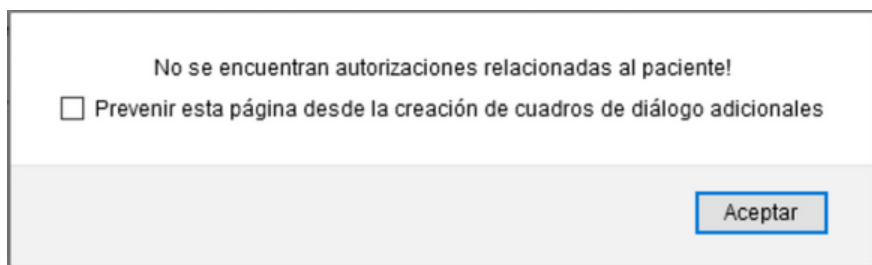 No se encuentran autorizaciones relacionadas al paciente!
Prevenir esta página desde la creación de cuadros de diálogo adicionales
Aceptar